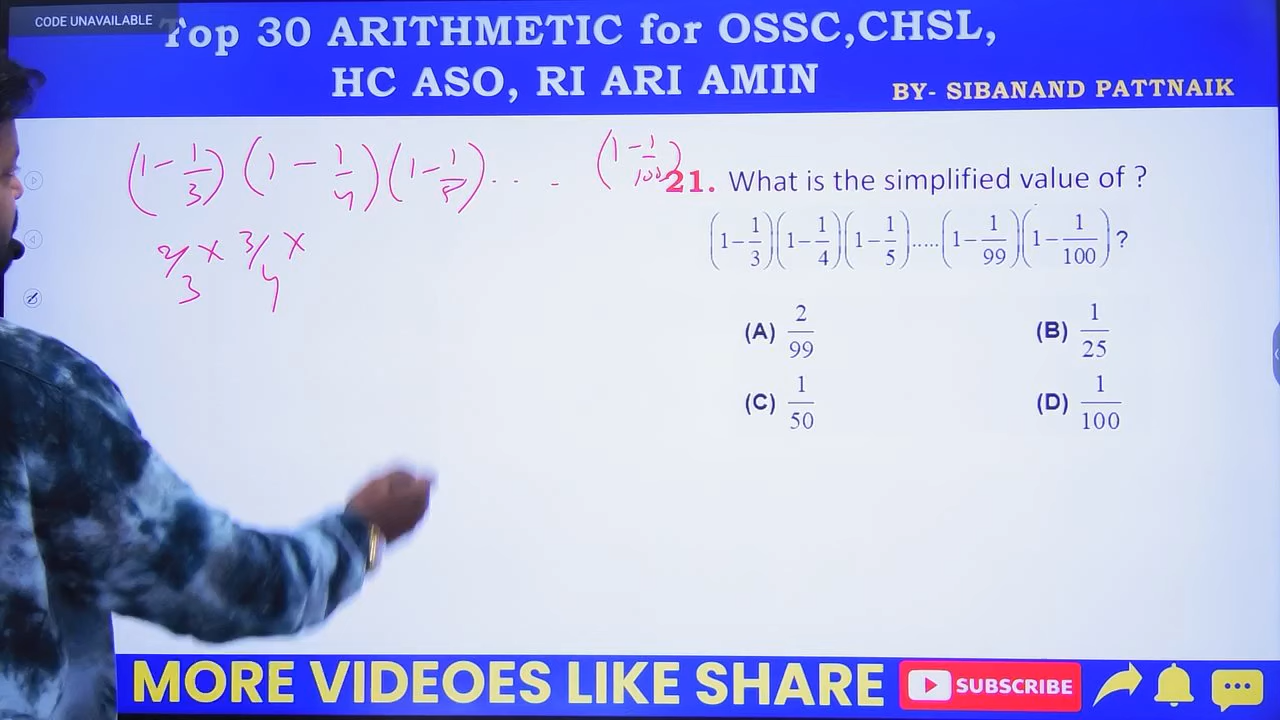 CODE UNAVAILABLE
Top 30 ARITHMETIC for OSSC,CHSL,
HC ASO, RI ARI AMIN
BY- SIBANAND PATTNAIK
(1 - 1/3) (1 - 1/4) (1 - 1/5) .. . (1 - 1/100)
2/3 × 3/4 ×
21. What is the simplified value of ?
(1 - 1/3)(1 - 1/4)(1 - 1/5).....(1 - 1/99)(1 - 1/100) ?
(A) 2/99 (B) 1/25
(C) 1/50 (D) 1/100
MORE VIDEOES LIKE SHARE SUBSCRIBE